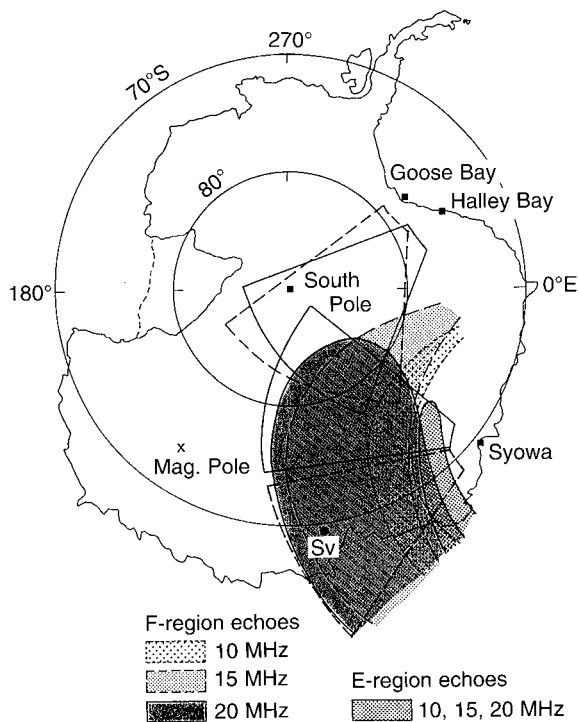 270°
70°S
80°
Goose Bay
Halley Bay
South
Pole
180°
0°E
x
Mag. Pole
Syowa
Sv
F-region echoes
10 MHz
15 MHz
20 MHz
E-region echoes
10, 15, 20 MHz